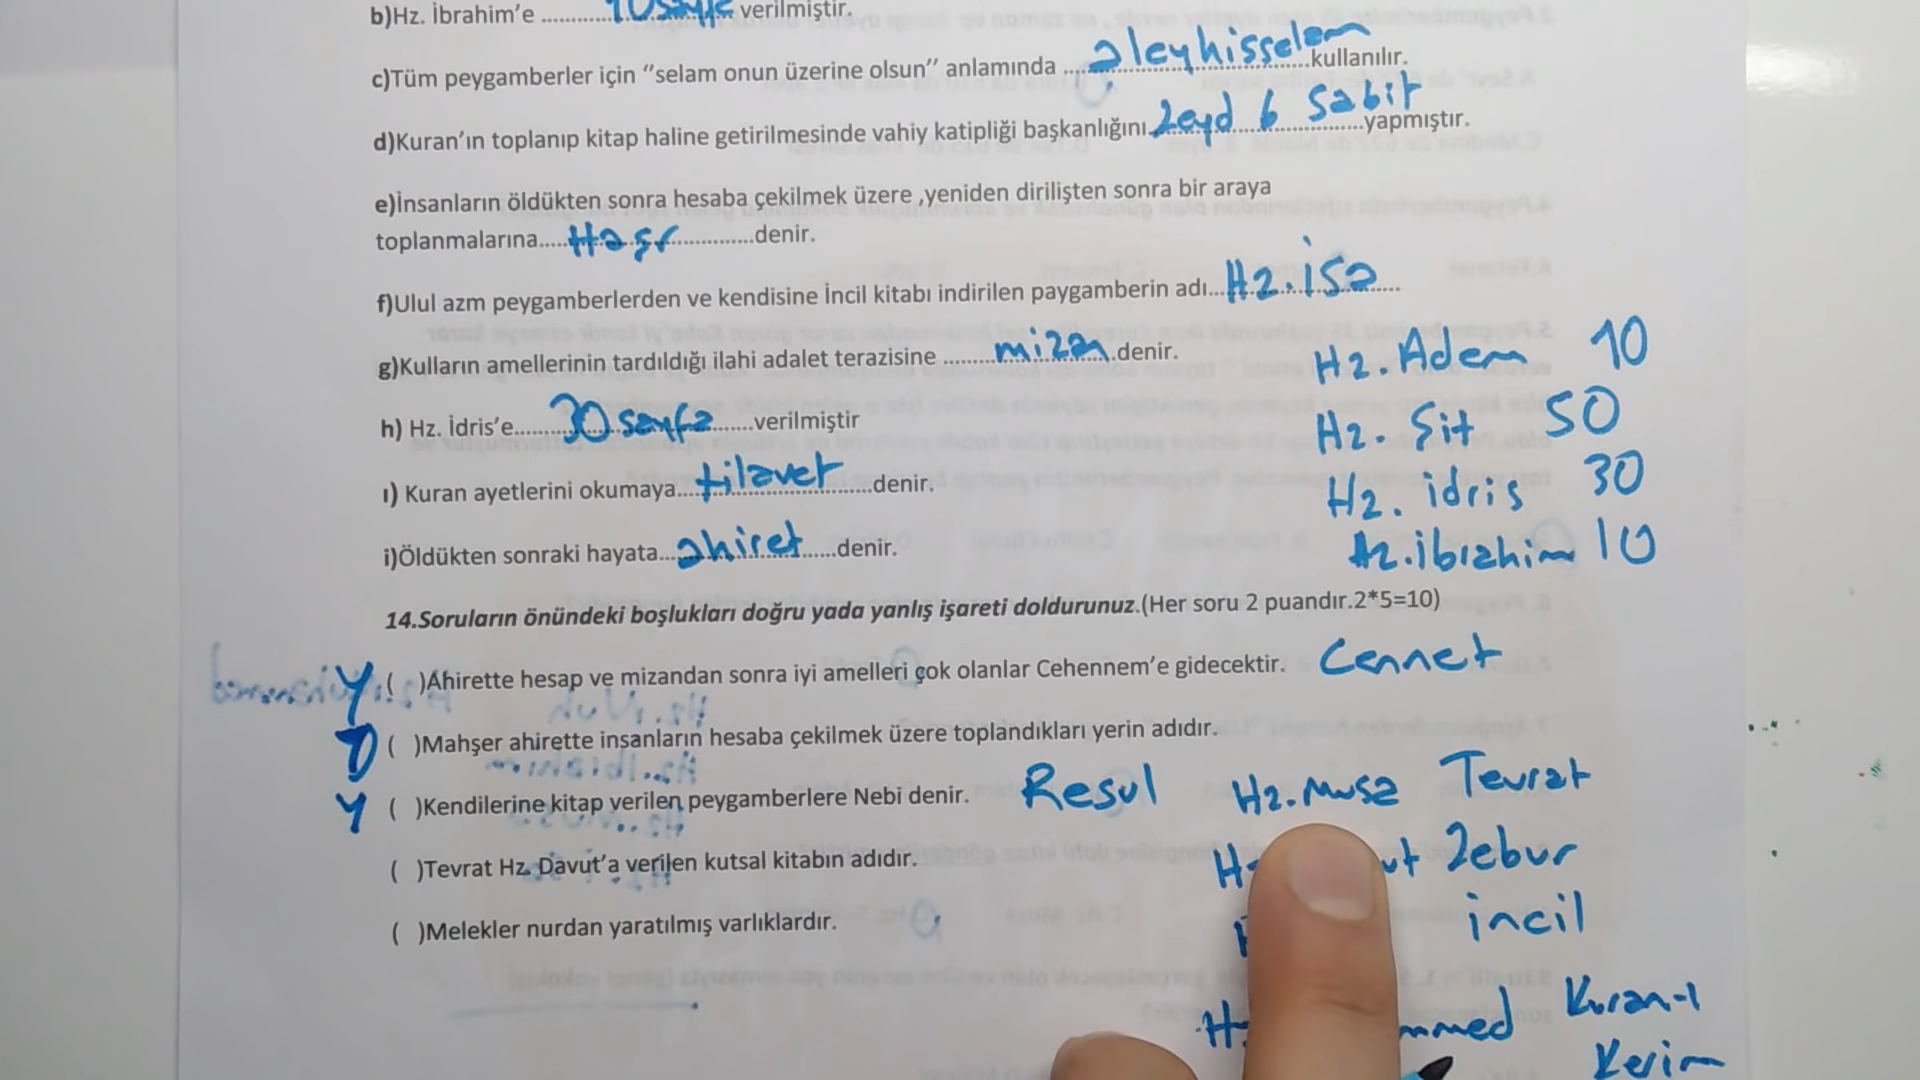 b)Hz. İbrahim'e ............10 sayfa verilmiştir.
c)Tüm peygamberler için "selam onun üzerine olsun" anlamında ...aleyhisselam...kullanılır.
d)Kuran'ın toplanıp kitap haline getirilmesinde vahiy katipliği başkanlığını..Zeyd b Sabit...yapmıştır.
e)İnsanların öldükten sonra hesaba çekilmek üzere ,yeniden dirilişten sonra bir araya
toplanmalarına.....Haşr..............denir.
f)Ulul azm peygamberlerden ve kendisine İncil kitabı indirilen paygamberin adı...Hz. İsa....
g)Kulların amellerinin tardıldığı ilahi adalet terazisine .........mizan.denir.
h) Hz. İdris'e........30 sayfa.......verilmiştir
ı) Kuran ayetlerini okumaya....tilavet......denir.
i)Öldükten sonraki hayata....ahiret......denir.
Hz. Adem 10
Hz. Şit 50
Hz. idris 30
Hz. ibrahim 10
14.Soruların önündeki boşlukları doğru yada yanlış işareti doldurunuz.(Her soru 2 puandır.2*5=10)
Y ( )Ahirette hesap ve mizandan sonra iyi amelleri çok olanlar Cehennem'e gidecektir. Cennet
D ( )Mahşer ahirette insanların hesaba çekilmek üzere toplandıkları yerin adıdır.
Y ( )Kendilerine kitap verilen peygamberlere Nebi denir. Resul Hz. Musa Tevrat
( )Tevrat Hz. Davut'a verilen kutsal kitabın adıdır. Zebur
incil
( )Melekler nurdan yaratılmış varlıklardır.
Kuran-ı
Kerim